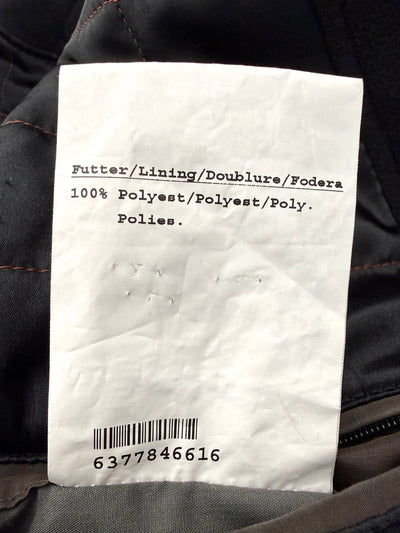 Futter/Lining/Doublure/Fodera
100% Polyest/Polyest/Poly.
Polies.
6377846616